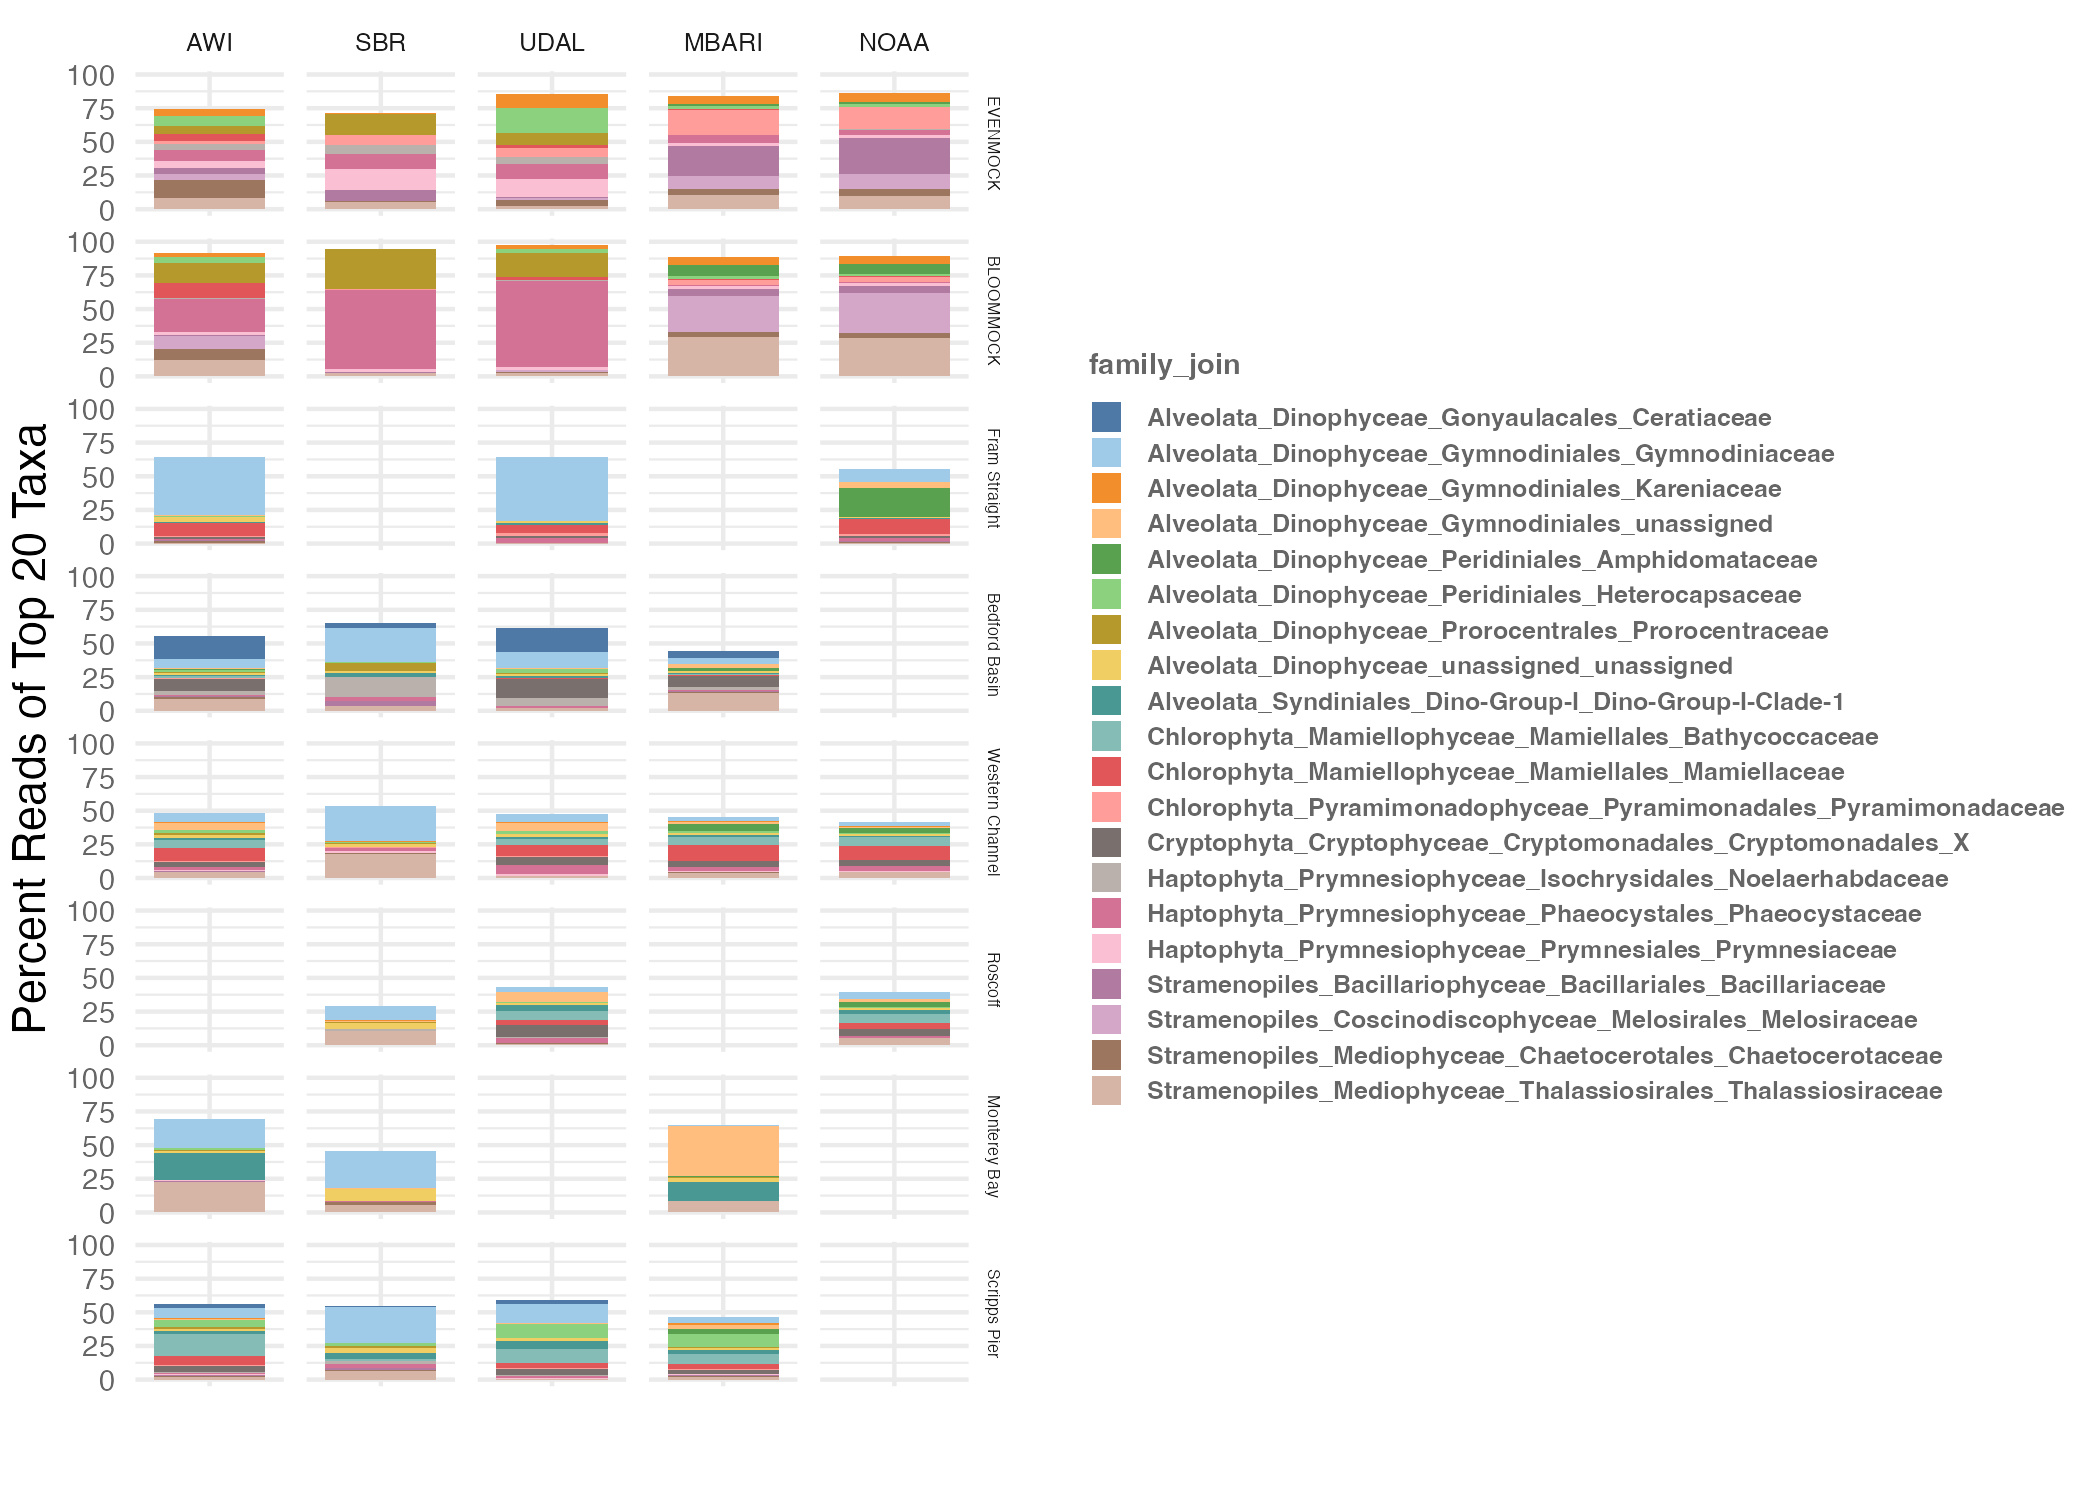 AWI SBR UDAL MBARI NOAA
Percent Reads of Top 20 Taxa
100
75
50
25
0
EVENMOCK
100
75
50
25
0
BLOOMMOCK
100
75
50
25
0
Fram Straight
100
75
50
25
0
Bedford Basin
100
75
50
25
0
Western Channel
100
75
50
25
0
Roscoff
100
75
50
25
0
Monterey Bay
100
75
50
25
0
Scripps Pier
family_join
Alveolata_Dinophyceae_Gonyaulacales_Ceratiaceae
Alveolata_Dinophyceae_Gymnodiniales_Gymnodiniaceae
Alveolata_Dinophyceae_Gymnodiniales_Kareniaceae
Alveolata_Dinophyceae_Gymnodiniales_unassigned
Alveolata_Dinophyceae_Peridiniales_Amphidomataceae
Alveolata_Dinophyceae_Peridiniales_Heterocapsaceae
Alveolata_Dinophyceae_Prorocentrales_Prorocentraceae
Alveolata_Dinophyceae_unassigned_unassigned
Alveolata_Syndiniales_Dino-Group-I_Dino-Group-I-Clade-1
Chlorophyta_Mamiellophyceae_Mamiellales_Bathycoccaceae
Chlorophyta_Mamiellophyceae_Mamiellales_Mamiellaceae
Chlorophyta_Pyramimonadophyceae_Pyramimonadales_Pyramimonadaceae
Cryptophyta_Cryptophyceae_Cryptomonadales_Cryptomonadales_X
Haptophyta_Prymnesiophyceae_Isochrysidales_Noelaerhabdaceae
Haptophyta_Prymnesiophyceae_Phaeocystales_Phaeocystaceae
Haptophyta_Prymnesiophyceae_Prymnesiales_Prymnesiaceae
Stramenopiles_Bacillariophyceae_Bacillariales_Bacillariaceae
Stramenopiles_Coscinodiscophyceae_Melosirales_Melosiraceae
Stramenopiles_Mediophyceae_Chaetocerotales_Chaetocerotaceae
Stramenopiles_Mediophyceae_Thalassiosirales_Thalassiosiraceae